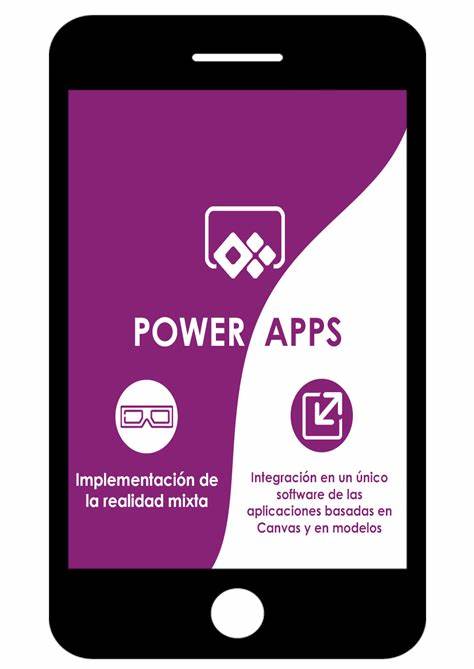 POWER APPS
Implementación de
la realidad mixta
Integración en un único
software de las
aplicaciones basadas en
Canvas y en modelos